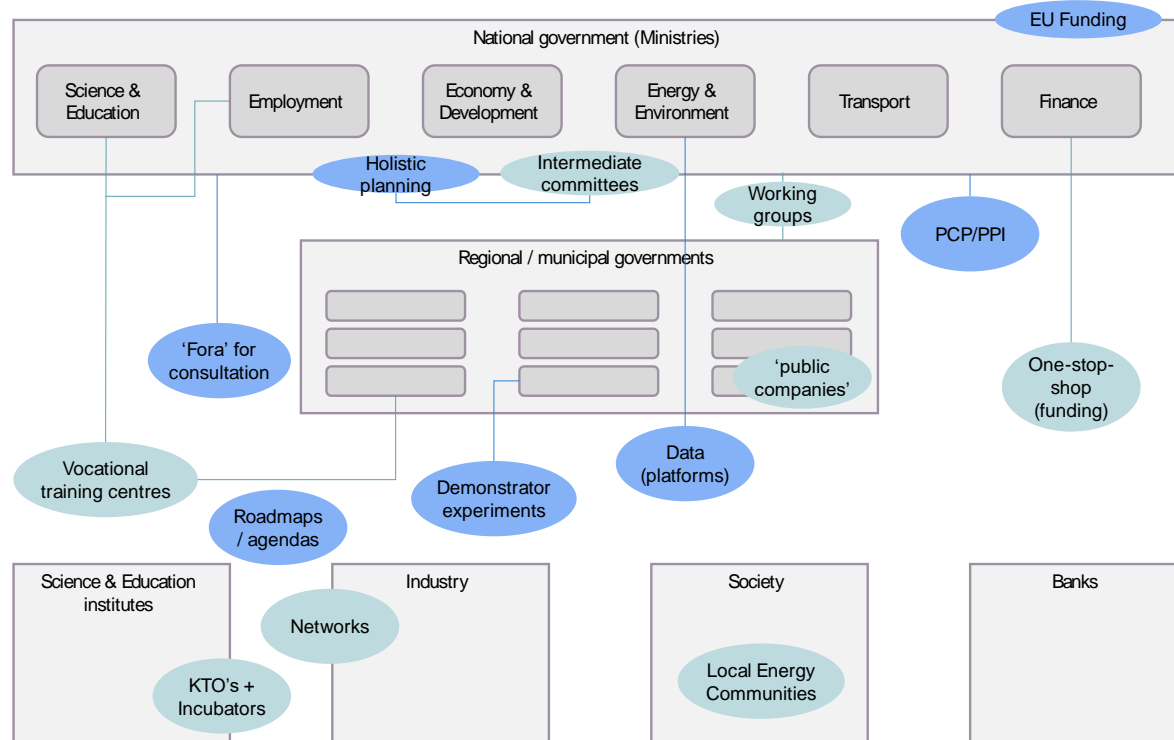 EU Funding
National government (Ministries)
Science &
Education
Employment
Economy &
Development
Energy &
Environment
Transport
Finance
Holistic
planning
Intermediate
committees
Working
groups
PCP/PPI
Regional / municipal governments
‘Fora’ for
consultation
‘public
companies’
One-stop-
shop
(funding)
Vocational
training centres
Demonstrator
experiments
Data
(platforms)
Roadmaps
/ agendas
Science & Education
institutes
Industry
Society
Banks
Networks
KTO’s +
Incubators
Local Energy
Communities